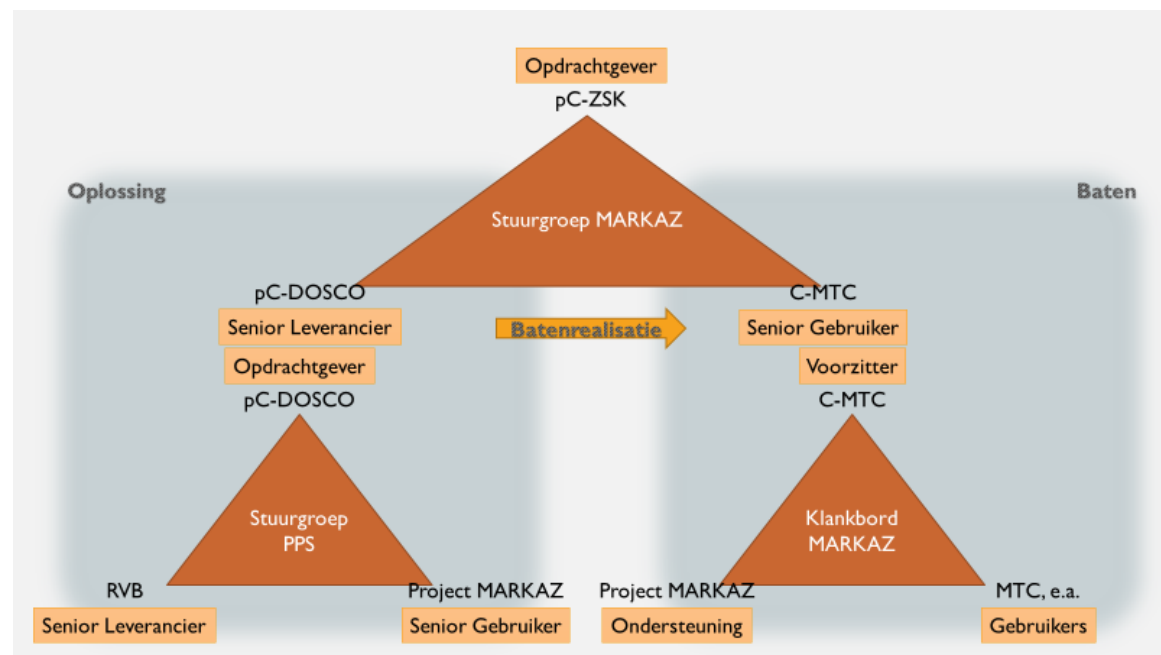 Opdrachtgever
pC-ZSK
Oplossing
Baten
Stuurgroep MARKAZ
pC-DOSCO
C-MTC
Senior Leverancier
Batenrealisatie
Senior Gebruiker
Opdrachtgever
Voorzitter
pC-DOSCO
C-MTC
Stuurgroep
PPS
Klankbord
MARKAZ
RVB
Project MARKAZ
Project MARKAZ
MTC, e.a.
Senior Leverancier
Senior Gebruiker
Ondersteuning
Gebruikers